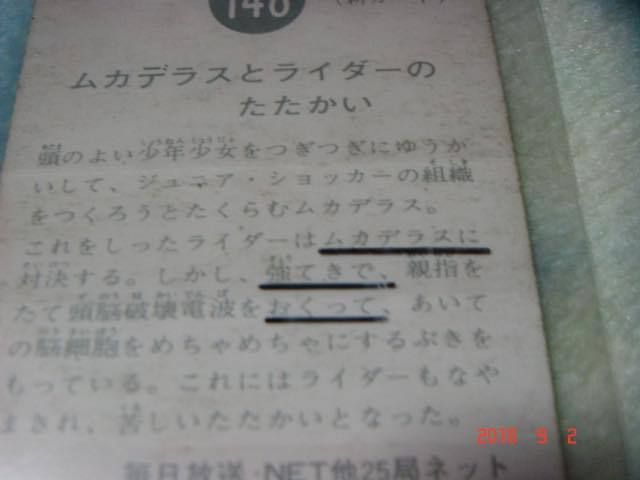 146
ムカデラスとライダーの
たたかい
頭のよい少年少女をつぎつぎにゆうか
いして、ジュニア・ショッカーの組織
をつくろうとたくらむムカデラス。
これをしったライダーはムカデラスに
対決する。しかし、強てきで、親指を
たて頭脳破壊電波をおくって、あいて
の脳細胞をめちゃめちゃにするぶきを
もっている。これにはライダーもなや
まされ、苦しいたたかいとなった。
毎日放送・NET他25局ネット
2010 9 2